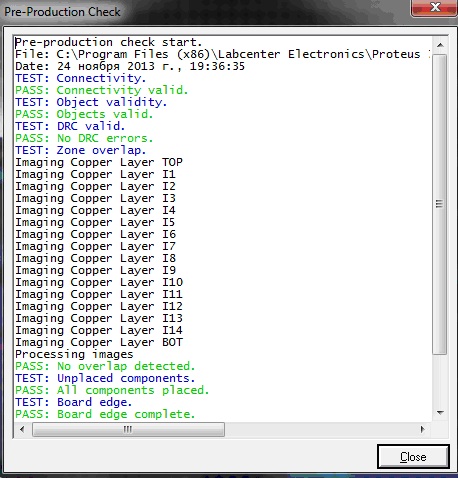 Pre-Production Check
Pre-production check start.
File: C:\Program Files (x86)\Labcenter Electronics\Proteus
Date: 24 ноября 2013 г., 19:36:35
TEST: Connectivity.
PASS: Connectivity valid.
TEST: Object validity.
PASS: Objects valid.
TEST: DRC valid.
PASS: No DRC errors.
TEST: Zone overlap.
Imaging Copper Layer TOP
Imaging Copper Layer I1
Imaging Copper Layer I2
Imaging Copper Layer I3
Imaging Copper Layer I4
Imaging Copper Layer I5
Imaging Copper Layer I6
Imaging Copper Layer I7
Imaging Copper Layer I8
Imaging Copper Layer I9
Imaging Copper Layer I10
Imaging Copper Layer I11
Imaging Copper Layer I12
Imaging Copper Layer I13
Imaging Copper Layer I14
Imaging Copper Layer BOT
Processing images
PASS: No overlap detected.
TEST: Unplaced components.
PASS: All components placed.
TEST: Board edge.
PASS: Board edge complete.
Close